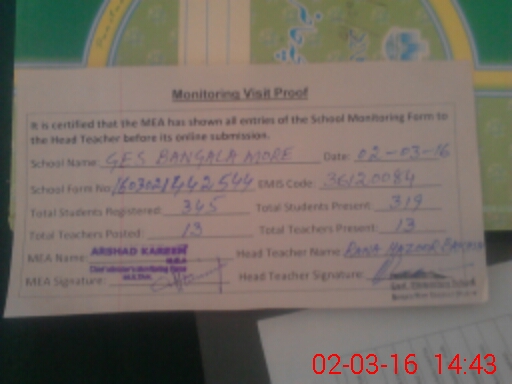 Monitoring Visit Proof
It is certified that the MEA has shown all entries of the School Monitoring Form to
the Head Teacher before its online submission.
School Name: GES BANGALA MORE Date: 02-03-16
School Form No: EMIS Code: 36120084
Total Students Registered: 345 Total Students Present: 319
Total Teachers Posted: 13 Total Teachers Present: 13
MEA Name: ARSHAD KAREEM Head Teacher Name: RANA
MEA Signature: Head Teacher Signature:
02-03-16 14:43